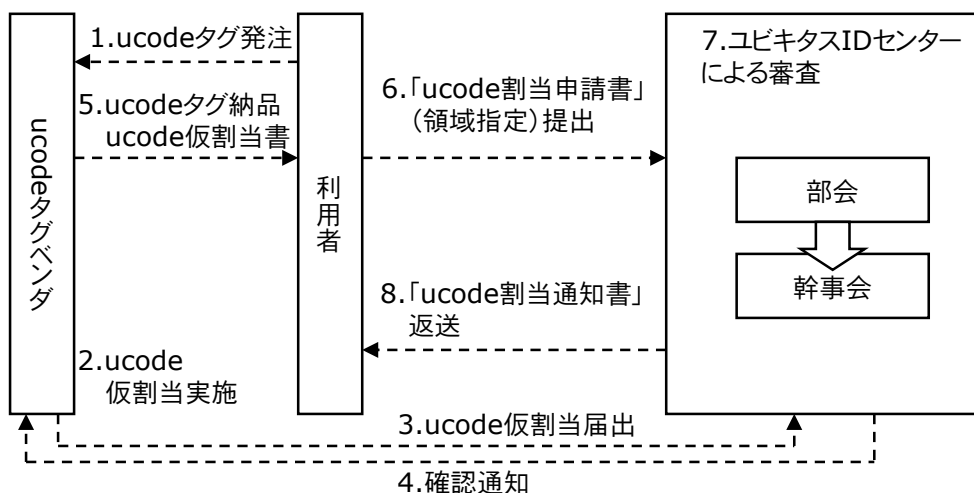 1.ucodeタグ発注
5.ucodeタグ納品
ucode仮割当書
ucodeタグベンダ
2.ucode
仮割当実施
利用者
6.「ucode割当申請書」
(領域指定)提出
8.「ucode割当通知書」
返送
7.ユビキタスIDセンター
による審査
部会
幹事会
3.ucode仮割当届出
4.確認通知